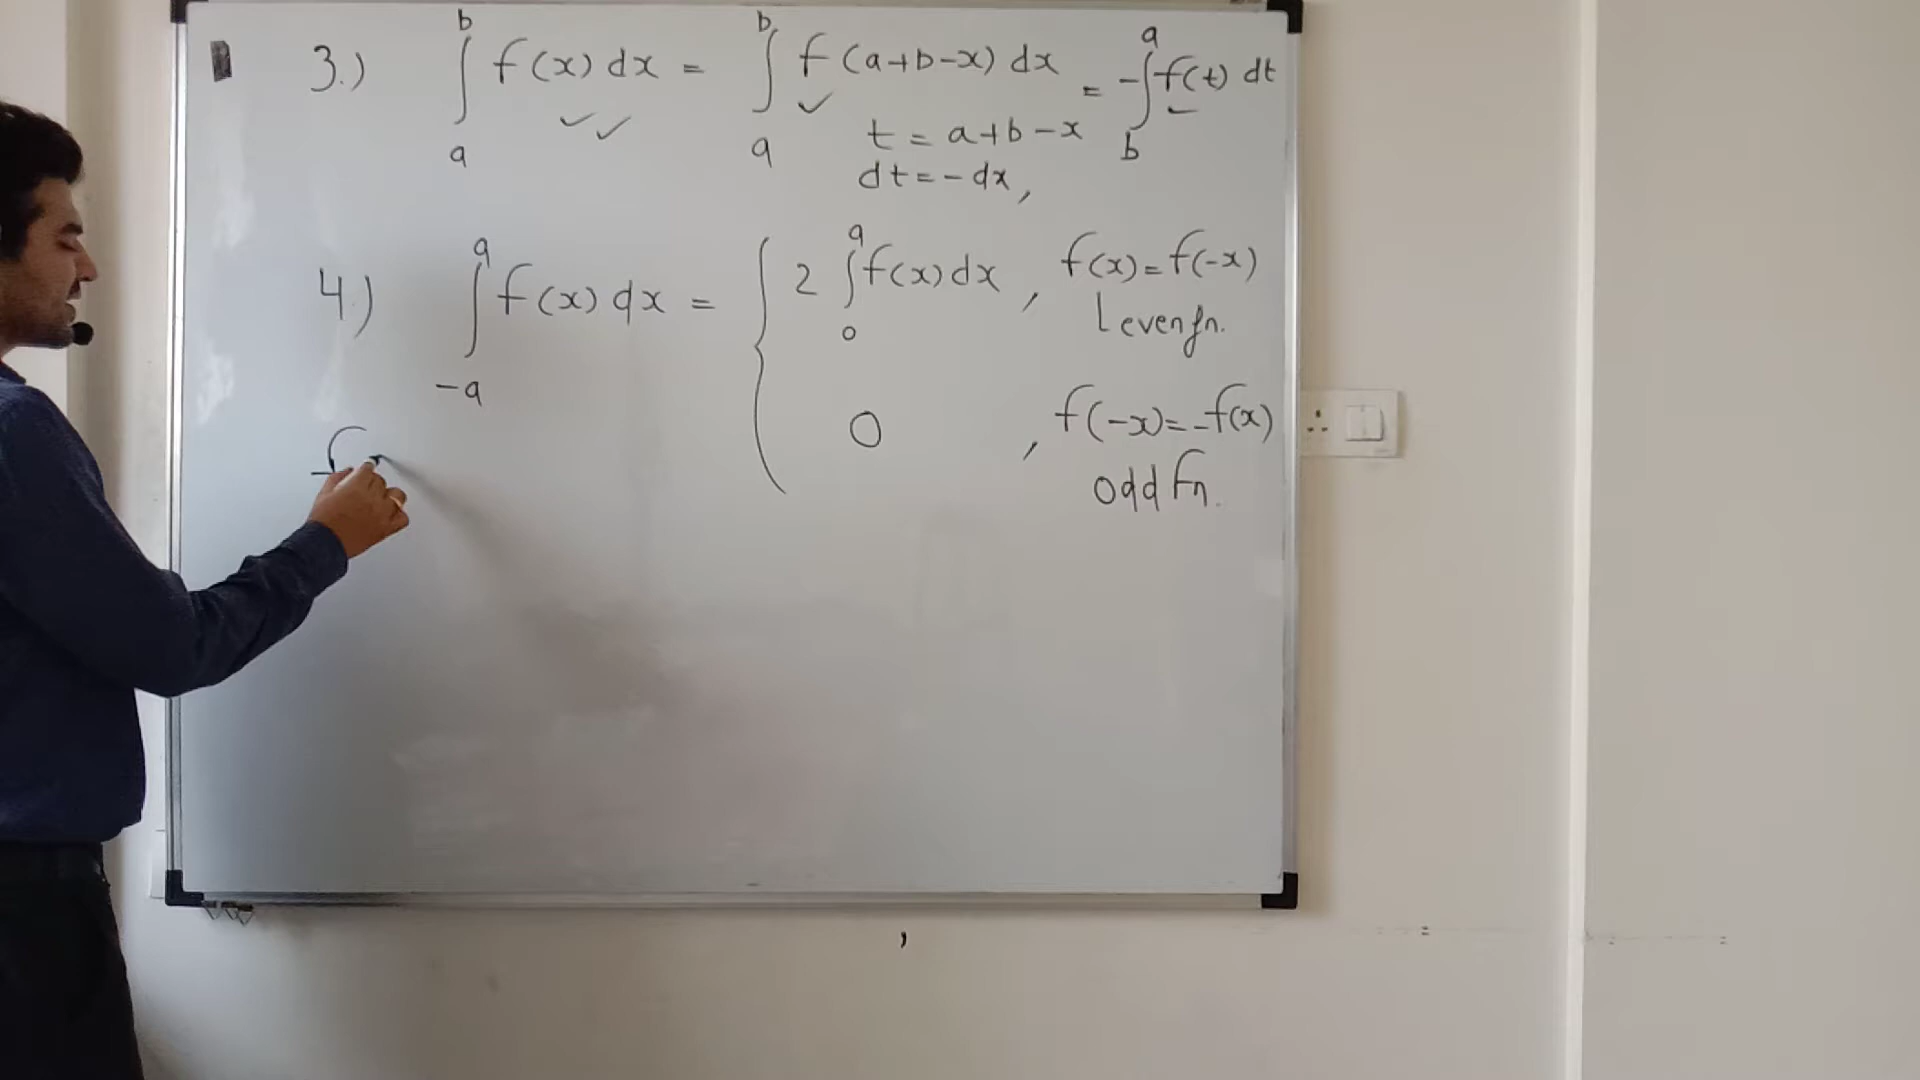 3.) ∫_a^b f(x) dx = ∫_a^b f(a+b-x) dx = -∫_b^a f(t) dt
t = a+b-x
dt = -dx,
4.) ∫_{-a}^a f(x) dx = { 2 ∫_0^a f(x) dx , f(x) = f(-x)
even fn.
0 , f(-x) = -f(x)
odd fn.
f